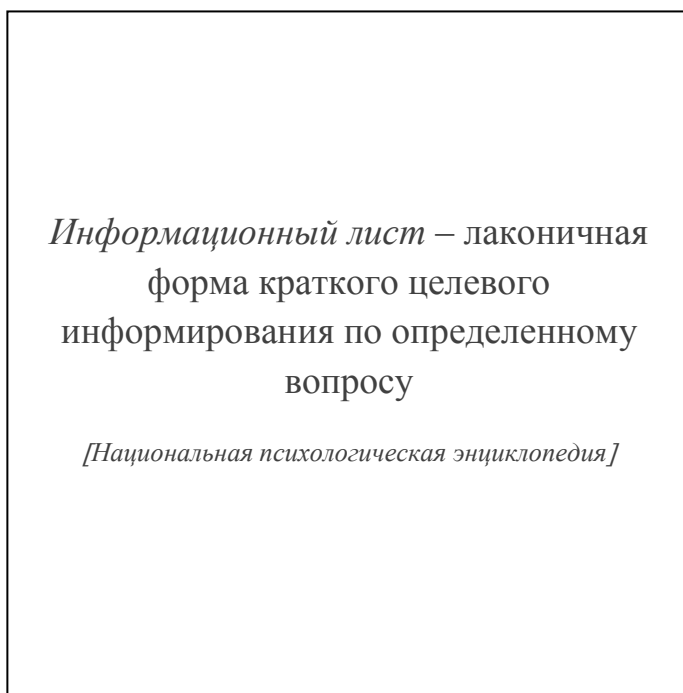 Информационный лист – лаконичная
форма краткого целевого
информирования по определенному
вопросу
[Национальная психологическая энциклопедия]